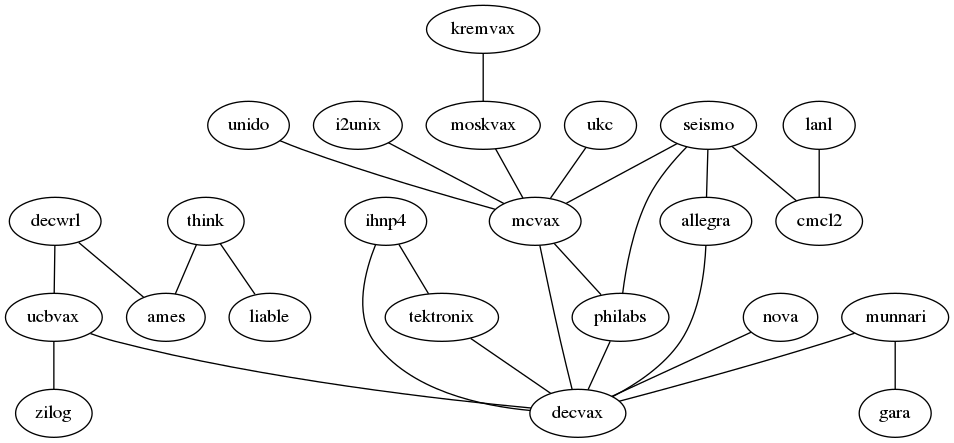 kremvax
unido i2unix moskvax ukc seismo lanl
decwrl think ihnp4 mcvax allegra cmcl2
ucbvax ames liable tektronix philabs nova munnari
zilog decvax gara